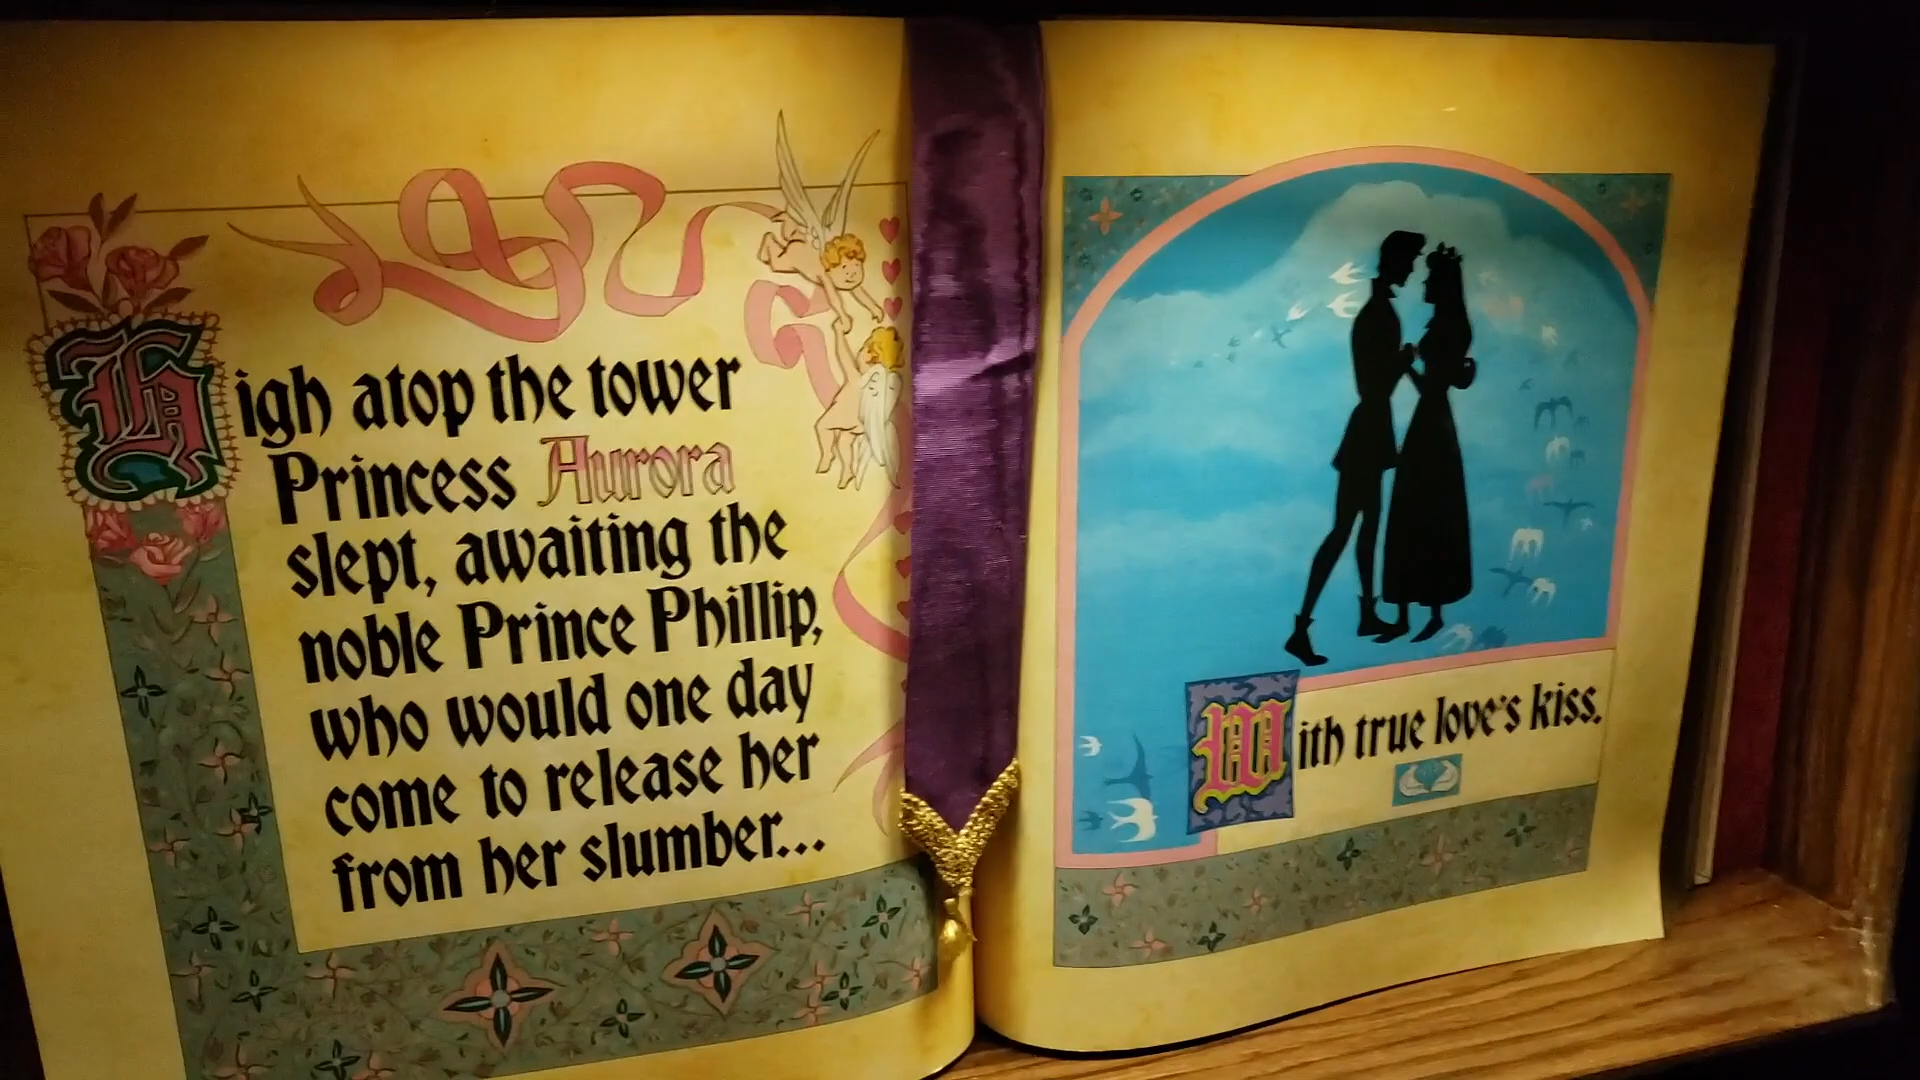 High atop the tower
Princess Aurora
slept, awaiting the
noble Prince Phillip,
who would one day
come to release her
from her slumber...
With true love's kiss.